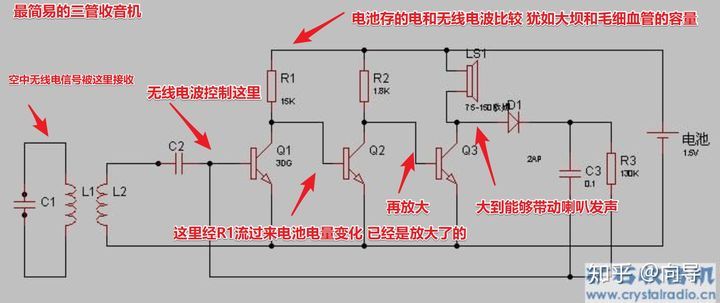 最简易的三管收音机
电池存的电和无线电波比较 犹如大坝和毛细血管的容量
LS1
R1
R2
空中无线电信号被这里接收
无线电波控制这里
15K
1.8K
75-150欧姆
D1
电池
1.5V
C2
Q1
Q2
Q3
3DG
2AP
C3
R3
0.1
130K
C1
L1
L2
再放大
大到能够带动喇叭发声
这里经R1流过来电池电量变化 已经是放大了的
知乎 @向导
矿石收音机
www.crystalradio.cn